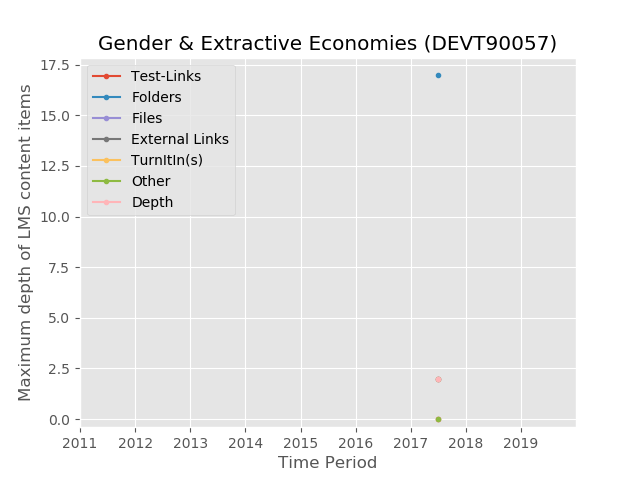 Gender & Extractive Economies (DEVT90057)
Maximum depth of LMS content items
17.5
15.0
12.5
10.0
7.5
5.0
2.5
0.0
Test-Links
Folders
Files
External Links
TurnItIn(s)
Other
Depth
2011 2012 2013 2014 2015 2016 2017 2018 2019
Time Period